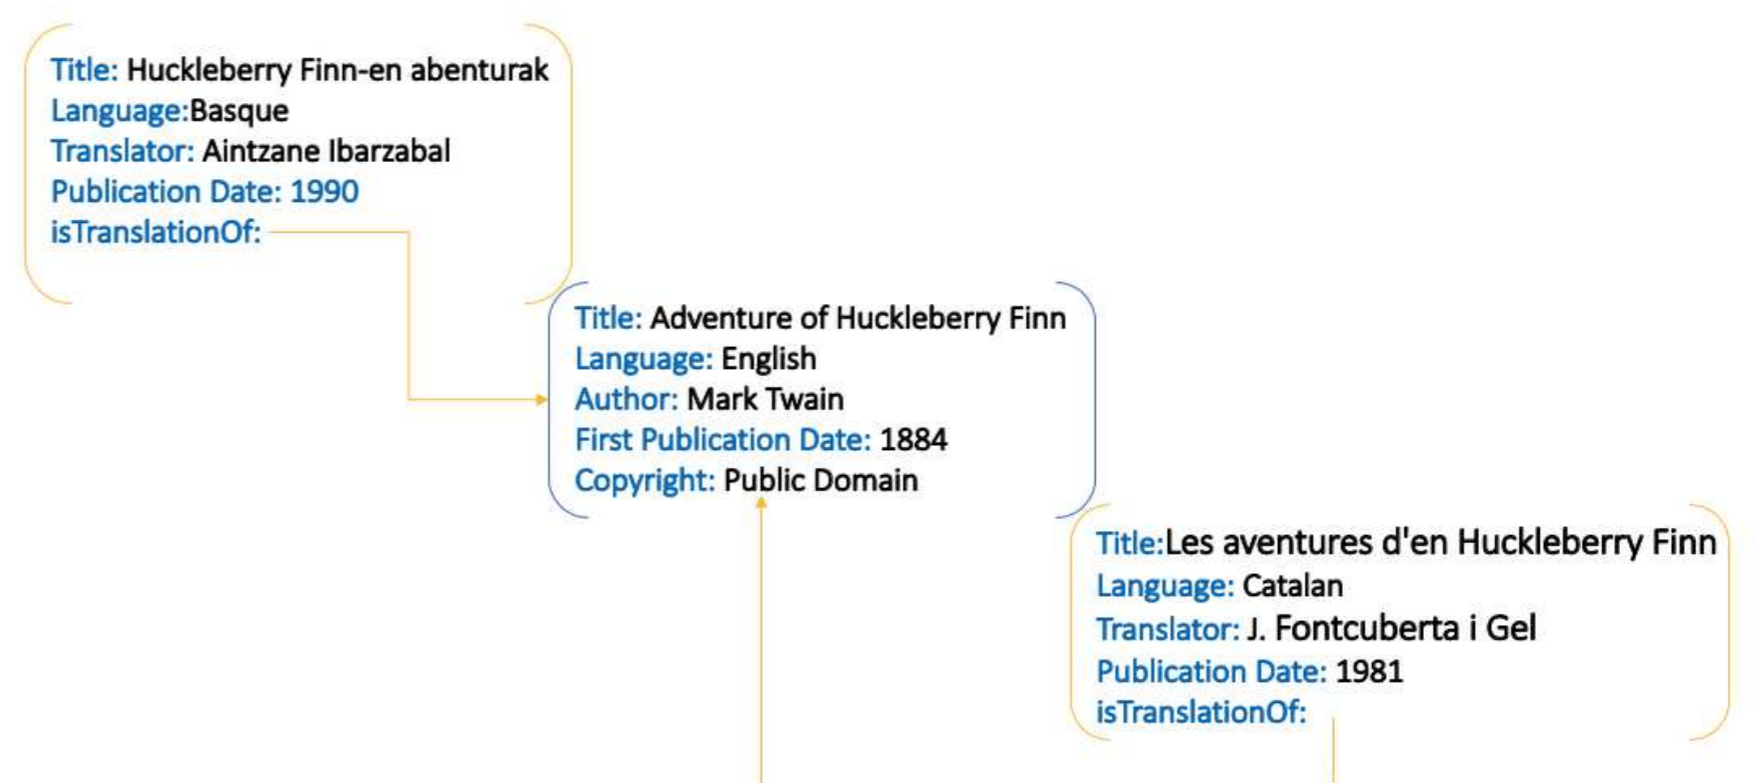 Title: Huckleberry Finn-en abenturak
Language:Basque
Translator: Aintzane Ibarzabal
Publication Date: 1990
isTranslationOf:
Title: Adventure of Huckleberry Finn
Language: English
Author: Mark Twain
First Publication Date: 1884
Copyright: Public Domain
Title:Les aventures d'en Huckleberry Finn
Language: Catalan
Translator: J. Fontcuberta i Gel
Publication Date: 1981
isTranslationOf: